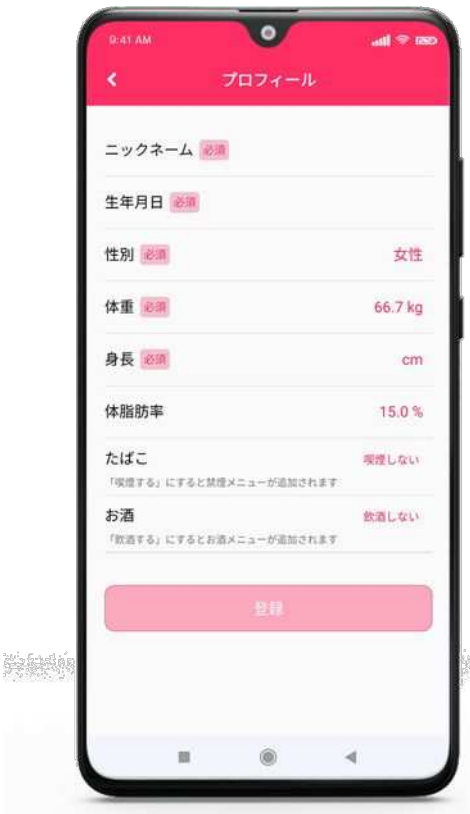 9:41 AM
プロフィール
ニックネーム 必須
生年月日 必須
性別 必須 女性
体重 必須 66.7 kg
身長 必須 cm
体脂肪率 15.0 %
たばこ 喫煙しない
「喫煙する」にすると禁煙メニューが追加されます
お酒 飲酒しない
「飲酒する」にするとお酒メニューが追加されます
登録